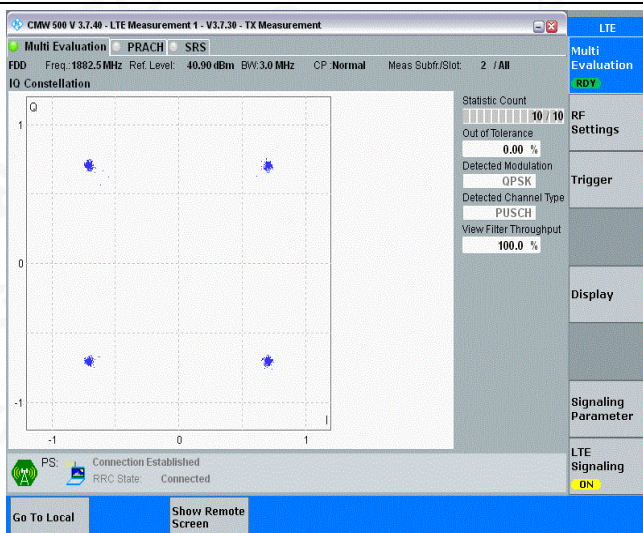 CMW 500 V 3.7.40 - LTE Measurement 1 - V3.7.30 - TX Measurement
LTE
Multi Evaluation PRACH SRS
FDD Freq.:1882.5 MHz Ref. Level: 40.90 dBm BW:3.0 MHz CP :Normal Meas Subfr./Slot: 2 / All
IQ Constellation
Q
1
0
-1
-1 0 1
I
Statistic Count
10 / 10
Out of Tolerance
0.00 %
Detected Modulation
QPSK
Detected Channel Type
PUSCH
View Filter Throughput
100.0 %
Multi
Evaluation
RDY
RF
Settings
Trigger
Display
Signaling
Parameter
LTE
Signaling
ON
PS: Connection Established
RRC State: Connected
Go To Local
Show Remote
Screen